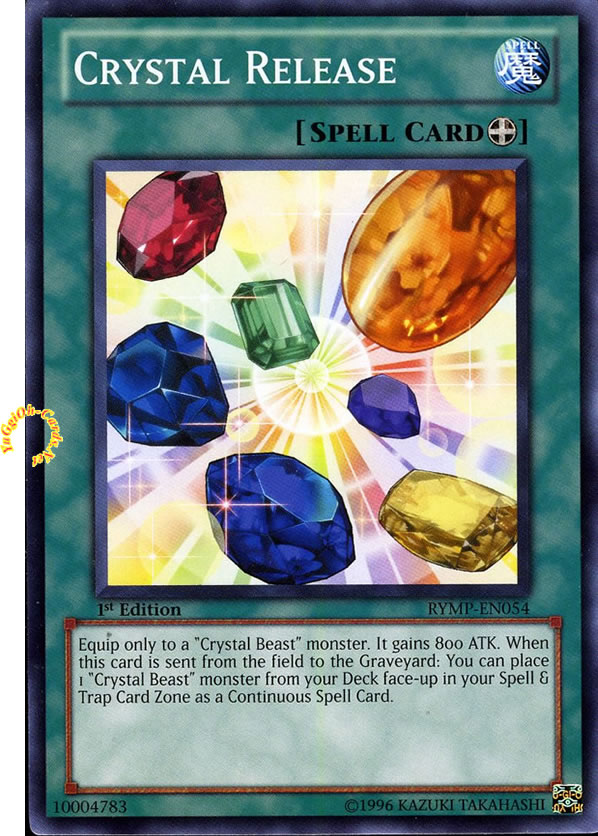 CRYSTAL RELEASE
SPELL
魔
[SPELL CARD]
YuGgiOh-Cards.Net
1st Edition
RYMP-EN054
Equip only to a "Crystal Beast" monster. It gains 800 ATK. When
this card is sent from the field to the Graveyard: You can place
1 "Crystal Beast" monster from your Deck face-up in your Spell &
Trap Card Zone as a Continuous Spell Card.
10004783
©1996 KAZUKI TAKAHASHI